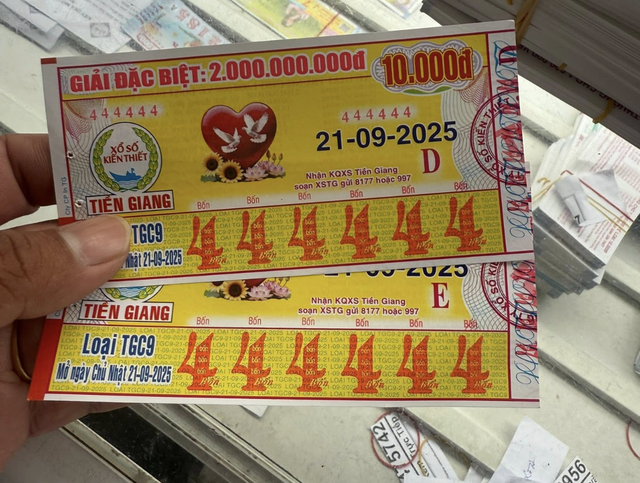 GIẢI ĐẶC BIỆT: 2.000.000.000đ
10.000đ
444444
444444
XỔ SỐ
KIẾN THIẾT
TIỀN GIANG
21-09-2025
D
Nhận KQXS Tiền Giang
soạn XSTG gửi 8177 hoặc 997
Bốn Bốn Bốn Bốn Bốn Bốn
4 4 4 4 4 4
TGC9
Nhật 21-09-2025
TIỀN GIANG
E
Nhận KQXS Tiền Giang
soạn XSTG gửi 8177 hoặc 997
Bốn Bốn Bốn Bốn Bốn Bốn
4 4 4 4 4 4
Loại TGC9
Mở ngày Chủ Nhật 21-09-2025
5742
Trực Tiếp
956